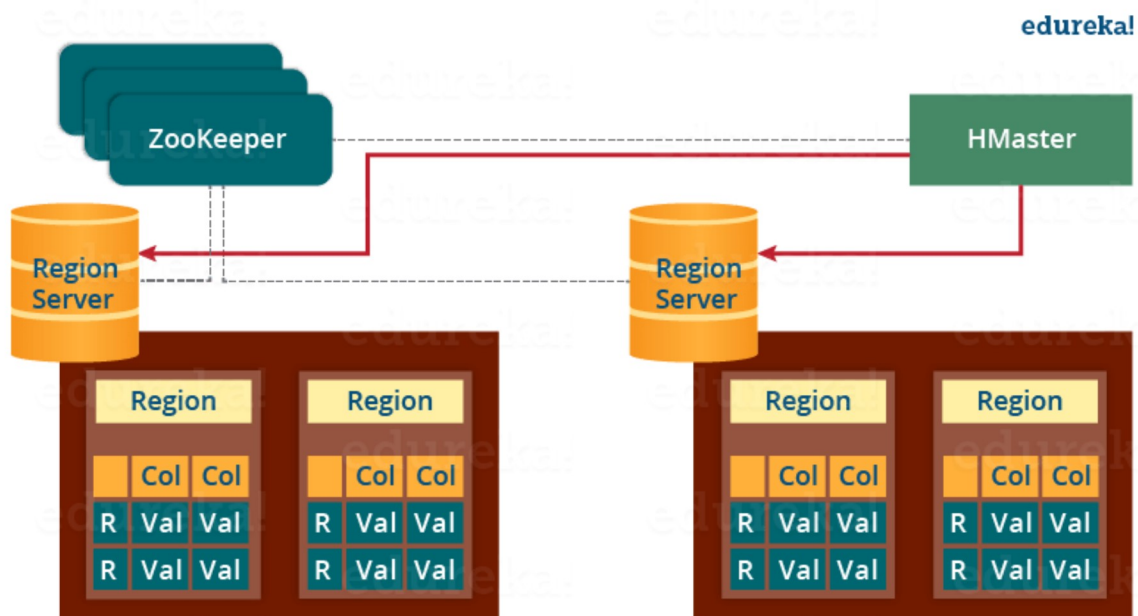 edureka!
ZooKeeper
HMaster
Region
Server
Region
Server
Region
Region
Region
Region
Col Col
Col Col
Col Col
Col Col
R Val Val
R Val Val
R Val Val
R Val Val
R Val Val
R Val Val
R Val Val
R Val Val